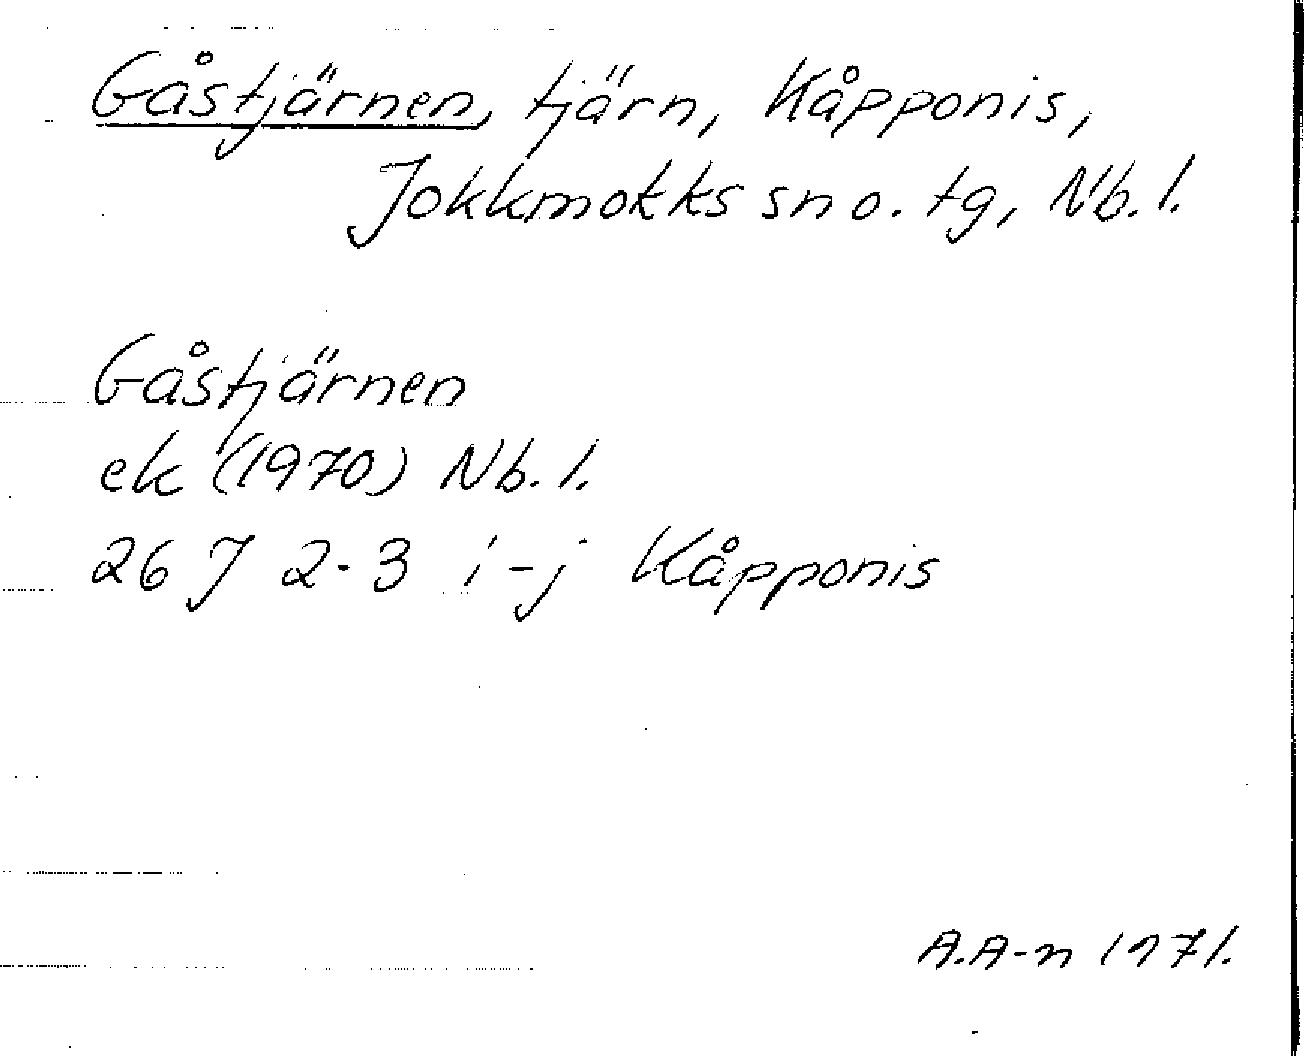 Gåstjärnen, tjärn, Kåpponis,
Jokkmokks sn o. tg, Nb. l.
Gåstjärnen
ek (1970) Nb. l.
26 J 2-3 i-j Kåpponis
A.A-n 1971.